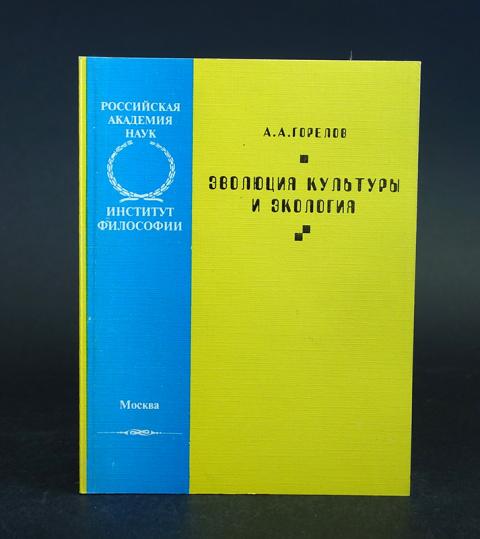 РОССИЙСКАЯ
АКАДЕМИЯ
НАУК
ИНСТИТУТ
ФИЛОСОФИИ
Москва
А.А.ГОРЕЛОВ
ЭВОЛЮЦИЯ КУЛЬТУРЫ
И ЭКОЛОГИЯ